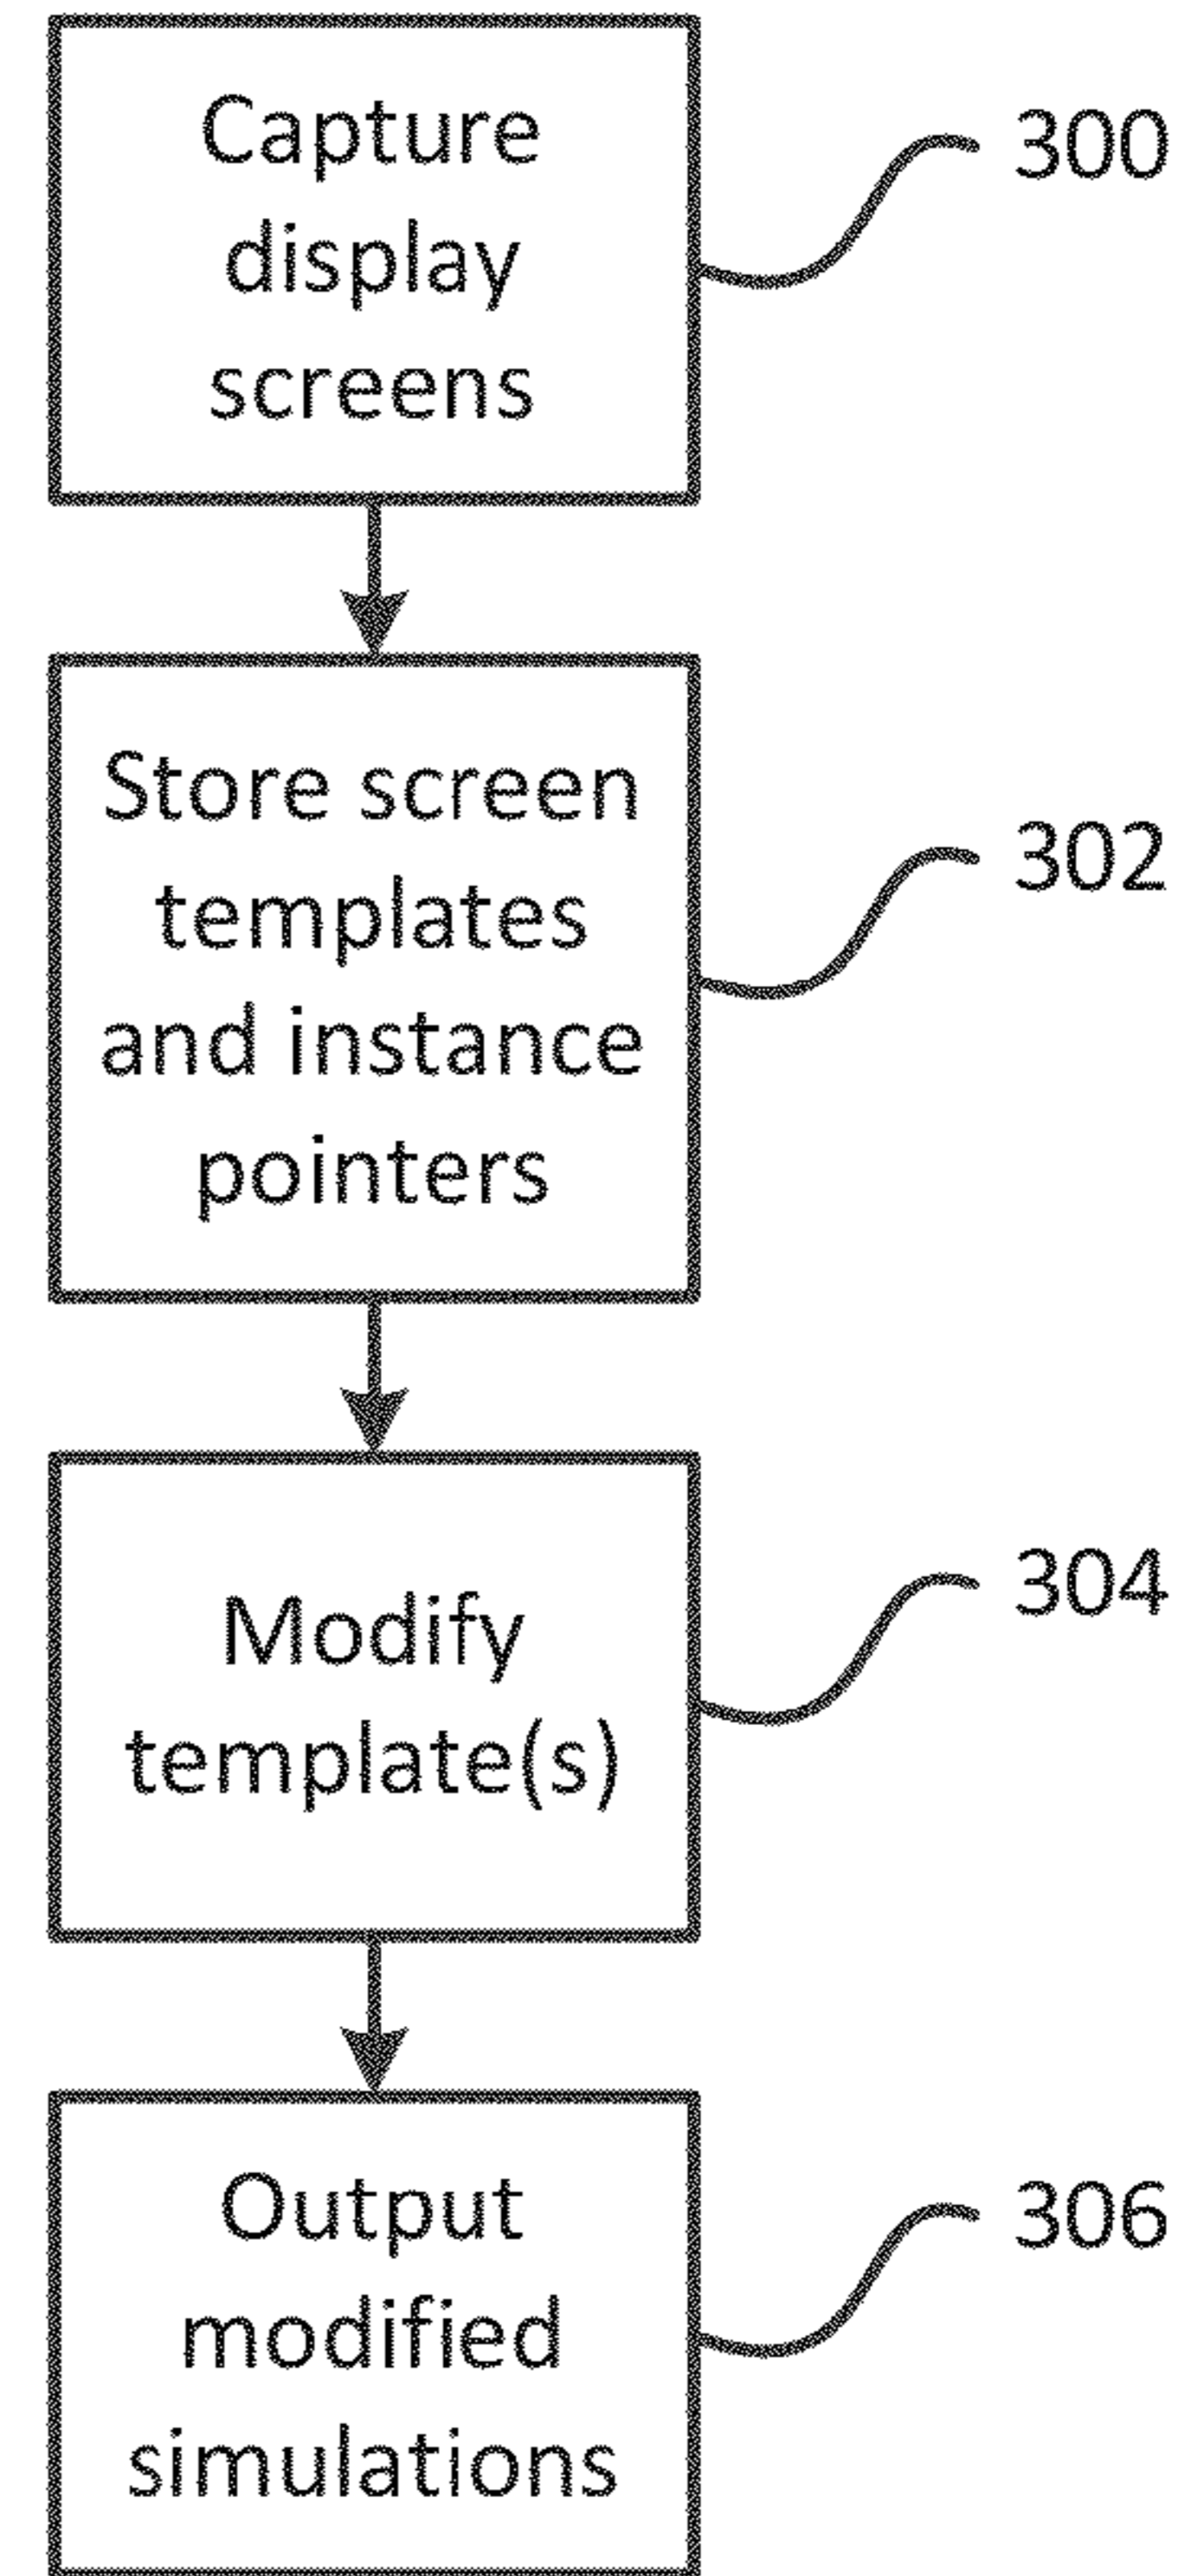 Capture
display
screens
300
Store screen
templates
and instance
pointers
302
Modify
template(s)
304
Output
modified
simulations
306